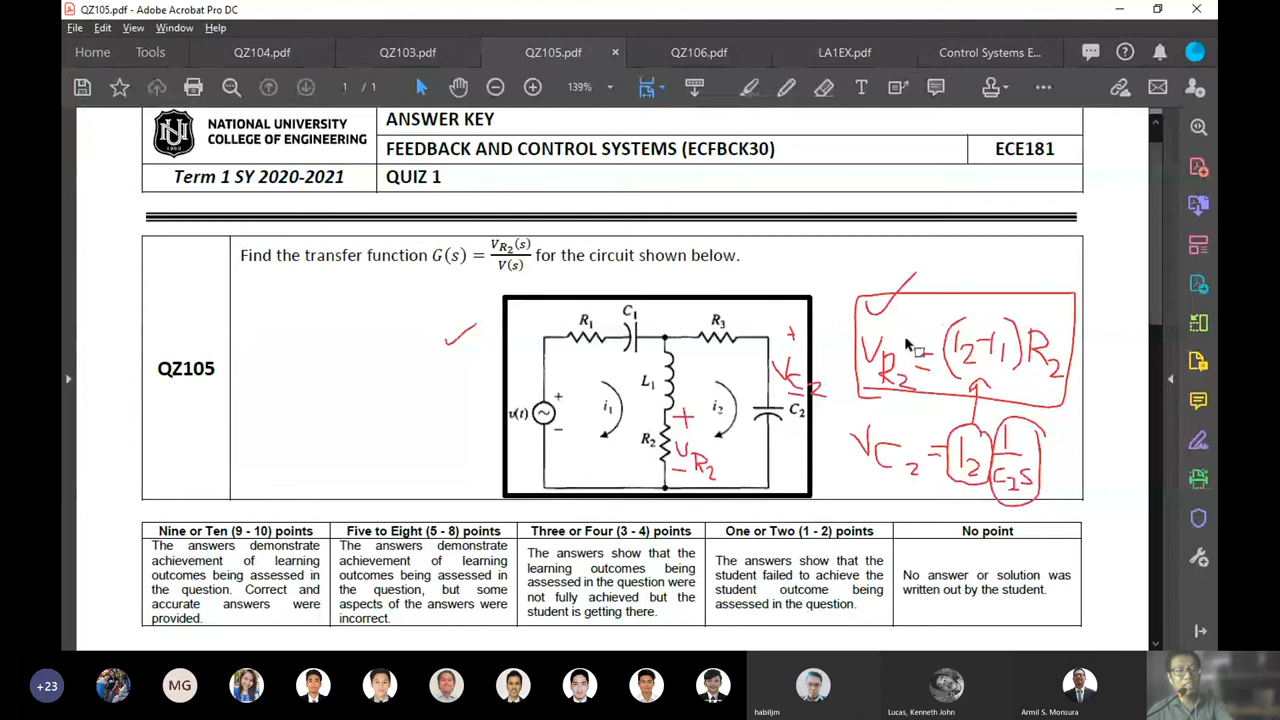 QZ105.pdf - Adobe Acrobat Pro DC
File Edit View Window Help
Home Tools QZ104.pdf QZ103.pdf QZ105.pdf × QZ106.pdf LA1EX.pdf Control Systems E...
1 / 1 139%
NATIONAL UNIVERSITY
COLLEGE OF ENGINEERING
ANSWER KEY
FEEDBACK AND CONTROL SYSTEMS (ECFBCK30) ECE181
Term 1 SY 2020-2021 QUIZ 1
QZ105
Find the transfer function G(s) = V_R₂(s)/V(s) for the circuit shown below.
R₁ C₁ R₃
L₁
v(t) + − i₁ i₂ C₂
R₂
+ V_C₂ −
+ V_R₂ −
V_R₂ = (I₂-I₁)R₂
V_C₂ = I₂ 1/C₂s
Nine or Ten (9 - 10) points
The answers demonstrate
achievement of learning
outcomes being assessed in
the question. Correct and
accurate answers were
provided.
Five to Eight (5 - 8) points
The answers demonstrate
achievement of learning
outcomes being assessed in
the question, but some
aspects of the answers were
incorrect.
Three or Four (3 - 4) points
The answers show that the
learning outcomes being
assessed in the question were
not fully achieved but the
student is getting there.
One or Two (1 - 2) points
The answers show that the
student failed to achieve the
student outcome being
assessed in the question.
No point
No answer or solution was
written out by the student.
+23 MG habiljm Lucas, Kenneth John Armil S. Monsura